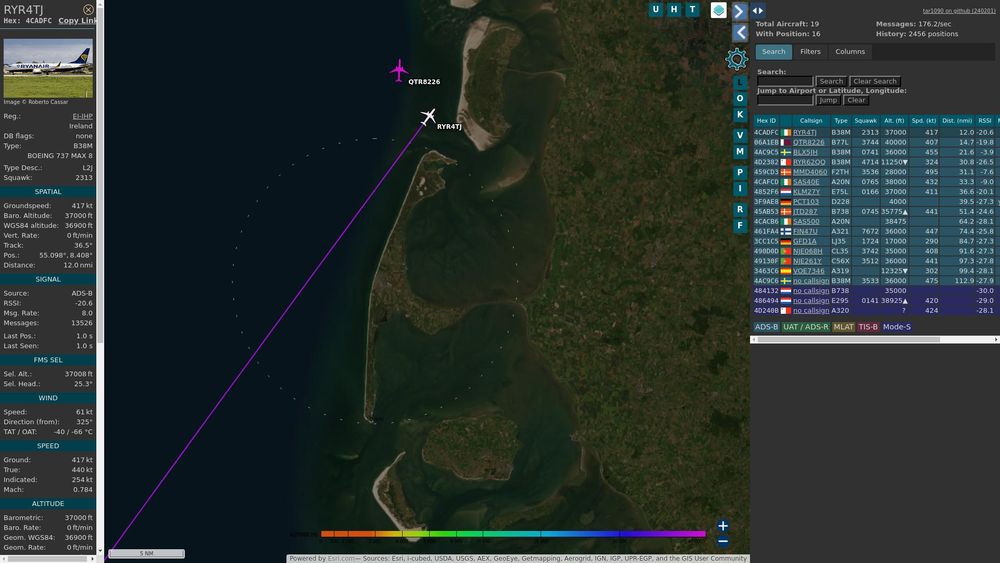 RYR4TJ
Hex: 4CADFC Copy Link
RYANAIR
Image © Roberto Cassar
Reg.: EI-IHP
Ireland
DB flags: none
Type: B38M
BOEING 737 MAX 8
Type Desc.: L2J
Squawk: 2313
SPATIAL
Groundspeed: 417 kt
Baro. Altitude: 37000 ft
WGS84 altitude: 36900 ft
Vert. Rate: 0 ft/min
Track: 36.5°
Pos.: 55.098°, 8.408°
Distance: 12.0 nmi
SIGNAL
Source: ADS-B
RSSI: -20.6
Msg. Rate: 8.0
Messages: 13526
Last Pos.: 1.0 s
Last Seen: 1.0 s
FMS SEL
Sel. Alt.: 37008 ft
Sel. Head.: 25.3°
WIND
Speed: 61 kt
Direction (from): 325°
TAT / OAT: -40 / -66 °C
SPEED
Ground: 417 kt
True: 440 kt
Indicated: 254 kt
Mach: 0.784
ALTITUDE
Barometric: 37000 ft
Baro. Rate: 0 ft/min
Geom. WGS84: 36900 ft
Geom. Rate: 0 ft/min
QTR8226
RYR4TJ
5 NM
U H T
L
O
K
V
M
P
I
R
F
+
−
Powered by Esri.com— Sources: Esri, i-cubed, USDA, USGS, AEX, GeoEye, Getmapping, Aerogrid, IGN, IGP, UPR-EGP, and the GIS User Community
tar1090 on github (240201)
Total Aircraft: 19 Messages: 176.2/sec
With Position: 16 History: 2456 positions
Search Filters Columns
Search:
Search Clear Search
Jump to Airport or Latitude, Longitude:
Jump Clear
Hex ID Callsign Type Squawk Alt. (ft) Spd. (kt) Dist. (nmi) RSSI
4CADFC RYR4TJ B38M 2313 37000 417 12.0 -20.6
06A1E8 QTR8226 B77L 3744 40000 407 14.7 -19.8
4AC9C5 BLX5JH B38M 0741 36000 455 21.6 -3.9
4D2382 RYR62OQ B38M 4714 11250▼ 324 30.8 -26.5
459CD3 MMD4060 F2TH 3536 28000 495 31.1 -7.6
4CAFCD SAS40E A20N 0765 38000 432 33.3 -9.0
4852F6 KLM27Y E75L 0166 37000 411 36.6 -20.1
3F9AE8 PCT103 D228 4000 39.5 -27.3
45AB53 JTD287 B738 0745 35775▲ 441 51.4 -24.6
4CACB6 SAS500 A20N 38475 64.2 -28.1
461FA4 FIN47U A321 7672 36000 447 74.4 -25.8
3CC1C5 GFD1A LJ35 1724 17000 290 84.7 -27.3
490D0D NJE068H CL35 3742 35000 408 91.6 -27.3
49130F NJE261Y C56X 3512 36000 441 97.3 -27.8
3463C6 VOE7346 A319 12325▼ 302 99.4 -28.1
4AC9C6 no callsign B38M 3533 36000 475 112.9 -27.9
484132 no callsign B738 35000 -30.0
486494 no callsign E295 0141 38925▲ 420 -29.0
4D240B no callsign A320 ? 424 -28.1
ADS-B UAT / ADS-R MLAT TIS-B Mode-S